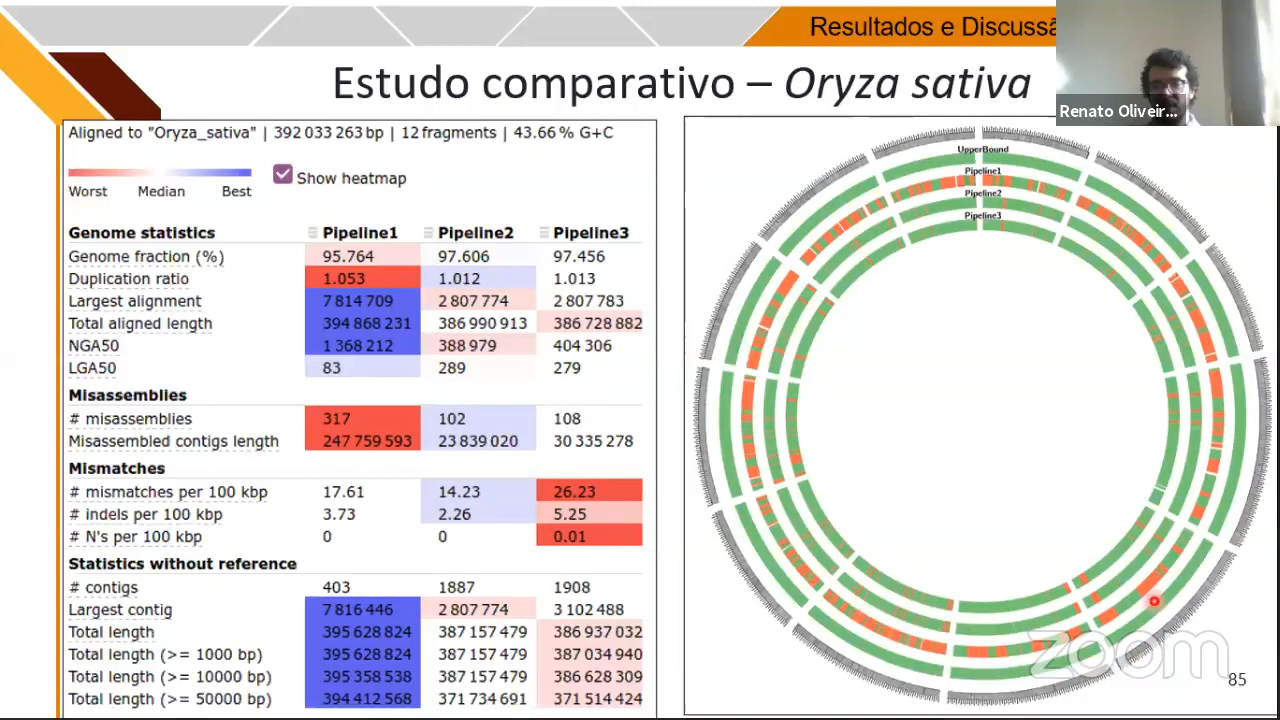 Resultados e Discussã
Estudo comparativo – Oryza sativa
Renato Oliveir...
Aligned to "Oryza_sativa" | 392 033 263 bp | 12 fragments | 43.66 % G+C
Worst Median Best
Show heatmap
Genome statistics Pipeline1 Pipeline2 Pipeline3
Genome fraction (%) 95.764 97.606 97.456
Duplication ratio 1.053 1.012 1.013
Largest alignment 7 814 709 2 807 774 2 807 783
Total aligned length 394 868 231 386 990 913 386 728 882
NGA50 1 368 212 388 979 404 306
LGA50 83 289 279
Misassemblies
# misassemblies 317 102 108
Misassembled contigs length 247 759 593 23 839 020 30 335 278
Mismatches
# mismatches per 100 kbp 17.61 14.23 26.23
# indels per 100 kbp 3.73 2.26 5.25
# N's per 100 kbp 0 0 0.01
Statistics without reference
# contigs 403 1887 1908
Largest contig 7 816 446 2 807 774 3 102 488
Total length 395 628 824 387 157 479 386 937 032
Total length (>= 1000 bp) 395 628 824 387 157 479 387 034 940
Total length (>= 10000 bp) 395 358 538 387 157 479 386 628 309
Total length (>= 50000 bp) 394 412 568 371 734 691 371 514 424
UpperBound
Pipeline1
Pipeline2
Pipeline3
zoom
85